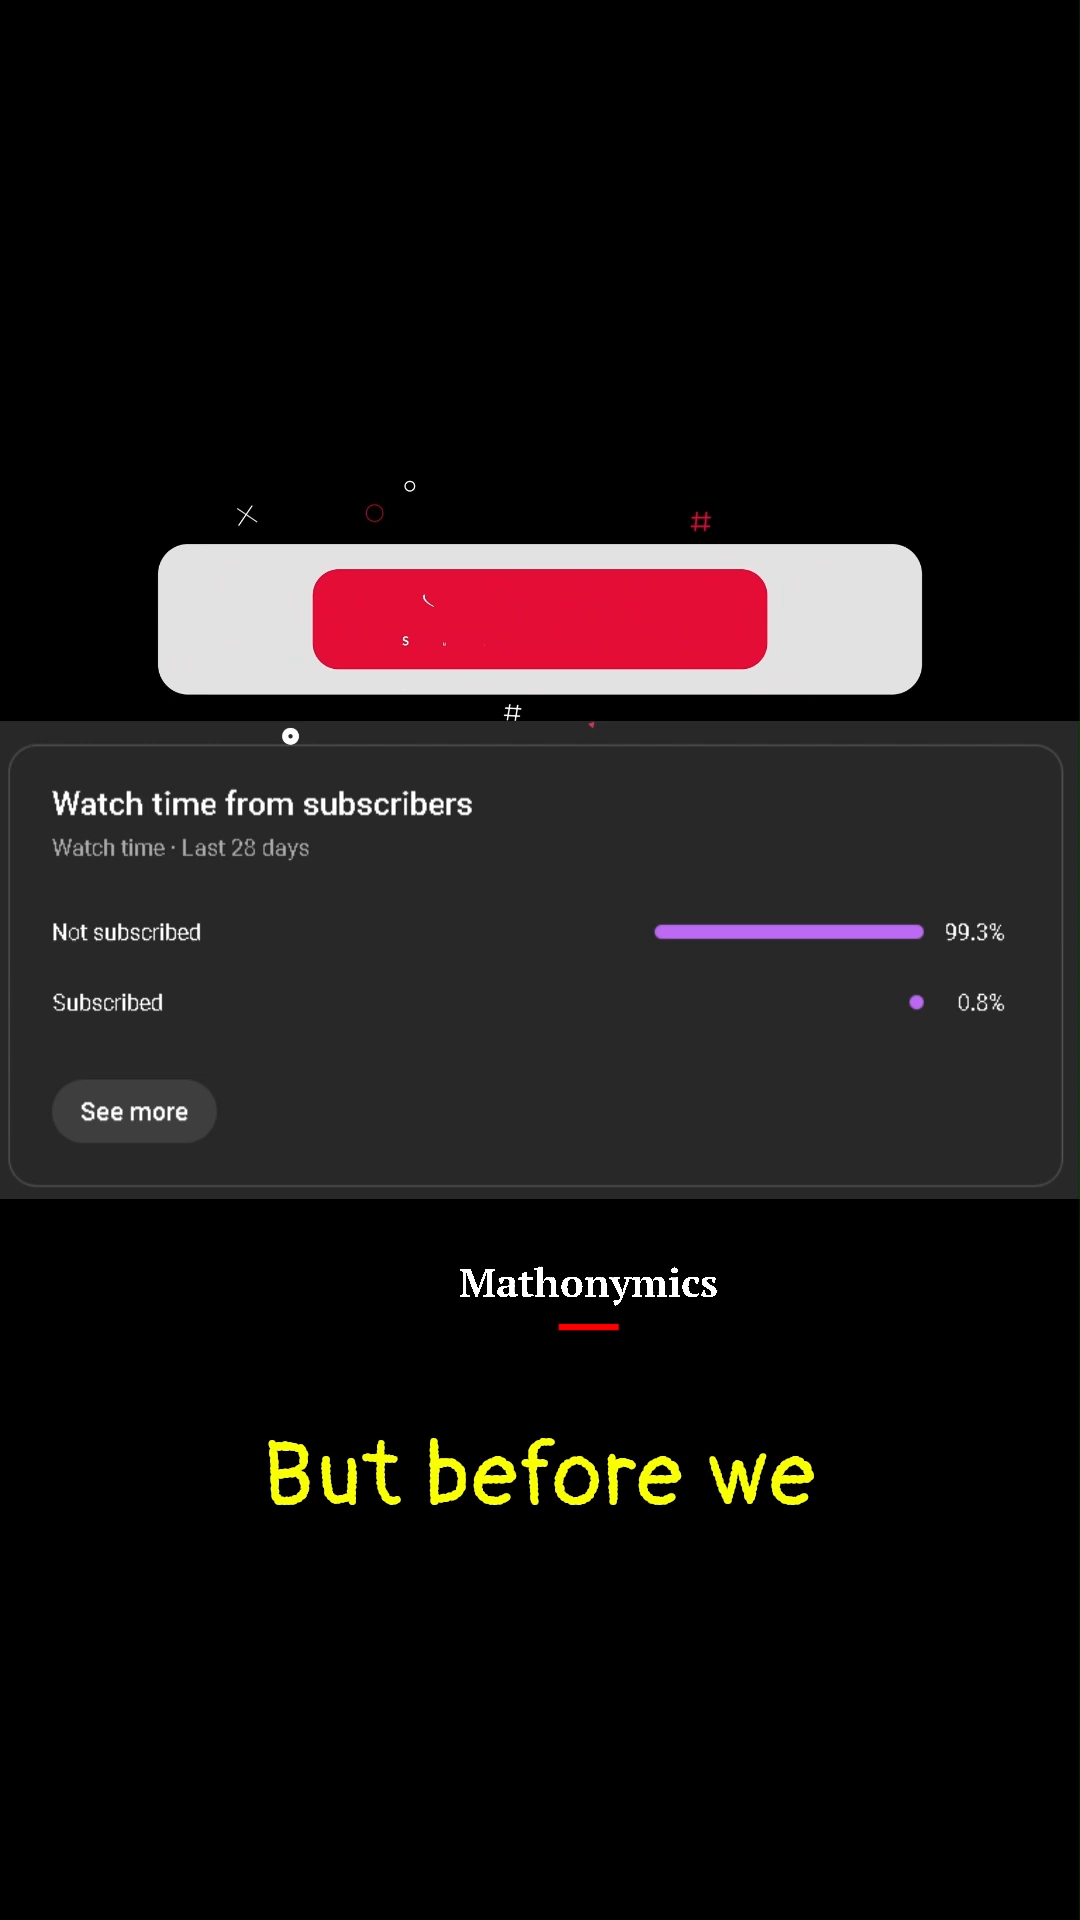 Watch time from subscribers
Watch time · Last 28 days
Not subscribed 99.3%
Subscribed 0.8%
See more
Mathonymics
But before we